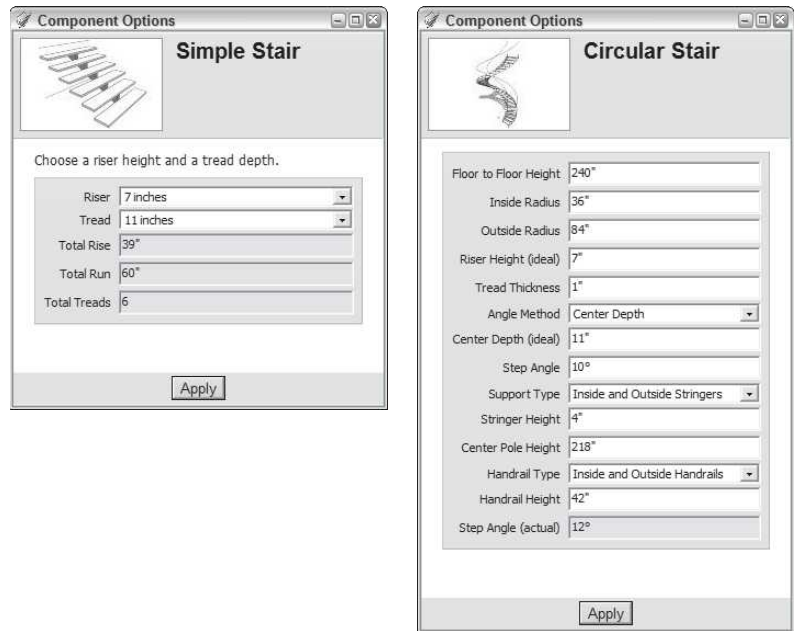 Component Options
Simple Stair
Choose a riser height and a tread depth.
Riser 7 inches
Tread 11 inches
Total Rise 39"
Total Run 60"
Total Treads 6
Apply
Component Options
Circular Stair
Floor to Floor Height 240"
Inside Radius 36"
Outside Radius 84"
Riser Height (ideal) 7"
Tread Thickness 1"
Angle Method Center Depth
Center Depth (ideal) 11"
Step Angle 10°
Support Type Inside and Outside Stringers
Stringer Height 4"
Center Pole Height 218"
Handrail Type Inside and Outside Handrails
Handrail Height 42"
Step Angle (actual) 12°
Apply